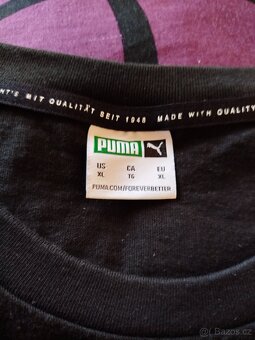 NT'S MIT QUALITÄT SEIT 1948 MADE WITH QUALITY
PUMA
US CA EU
XL TG XL
PUMA.COM/FOREVERBETTER
© Bazos.cz